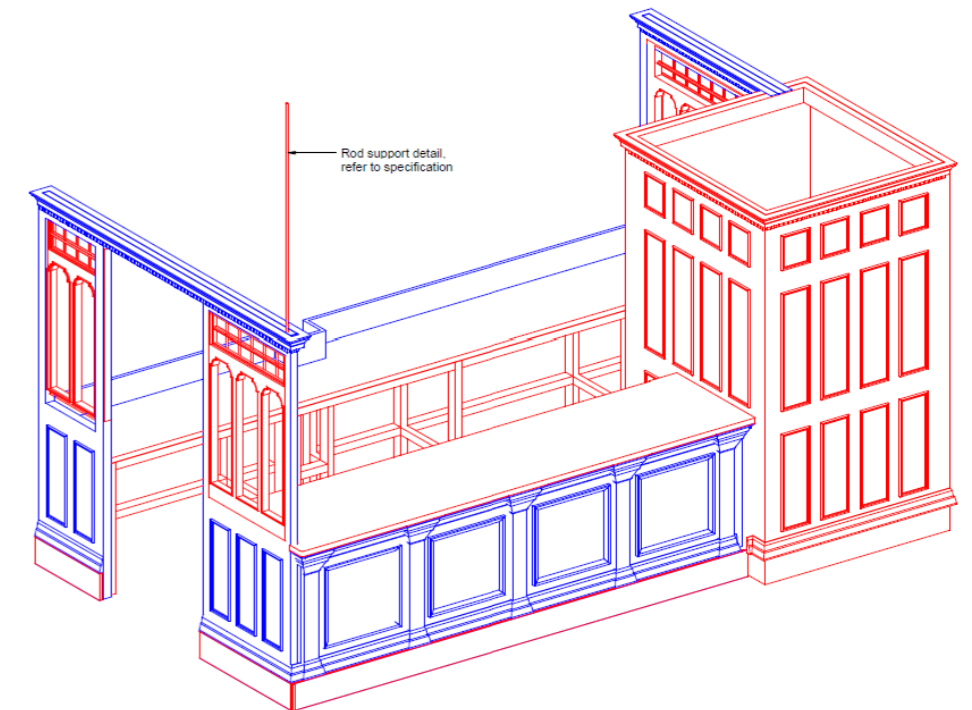 Rod support detail,
refer to specification